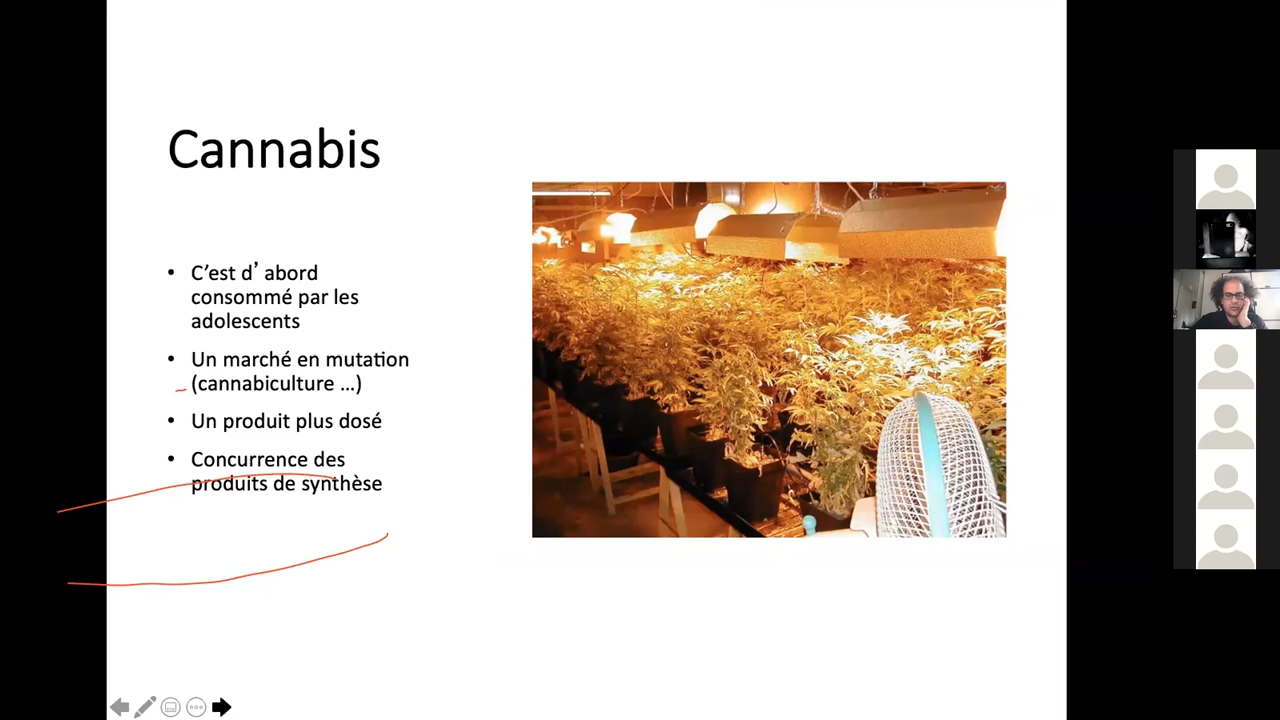 Cannabis
• C’est d’ abord
consommé par les
adolescents
• Un marché en mutation
(cannabiculture ...)
• Un produit plus dosé
• Concurrence des
produits de synthèse